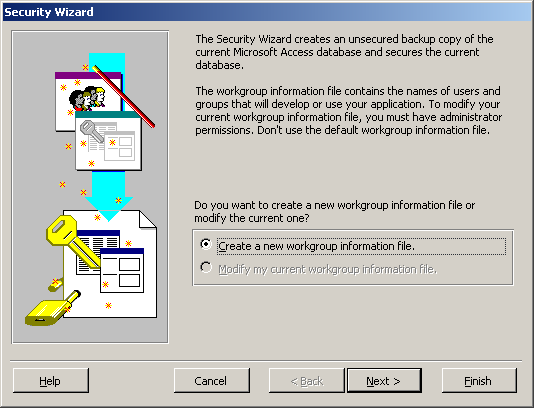 Security Wizard
The Security Wizard creates an unsecured backup copy of the
current Microsoft Access database and secures the current
database.
The workgroup information file contains the names of users and
groups that will develop or use your application. To modify your
current workgroup information file, you must have administrator
permissions. Don't use the default workgroup information file.
Do you want to create a new workgroup information file or
modify the current one?
Create a new workgroup information file.
Modify my current workgroup information file.
Help
Cancel
< Back
Next >
Finish